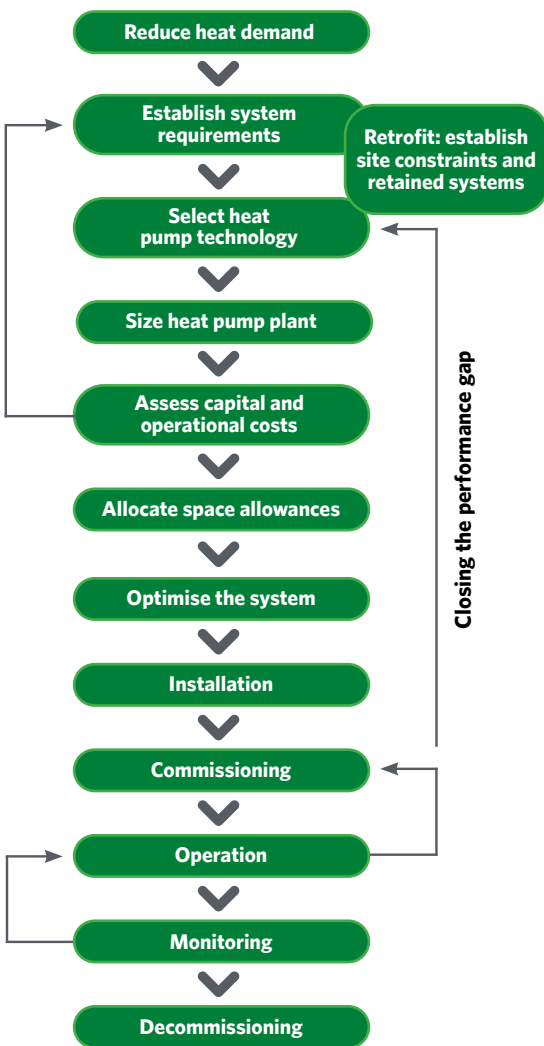 Reduce heat demand
Establish system
requirements
Retrofit: establish
site constraints and
retained systems
Select heat
pump technology
Size heat pump plant
Assess capital and
operational costs
Allocate space allowances
Optimise the system
Installation
Commissioning
Operation
Monitoring
Decommissioning
Closing the performance gap